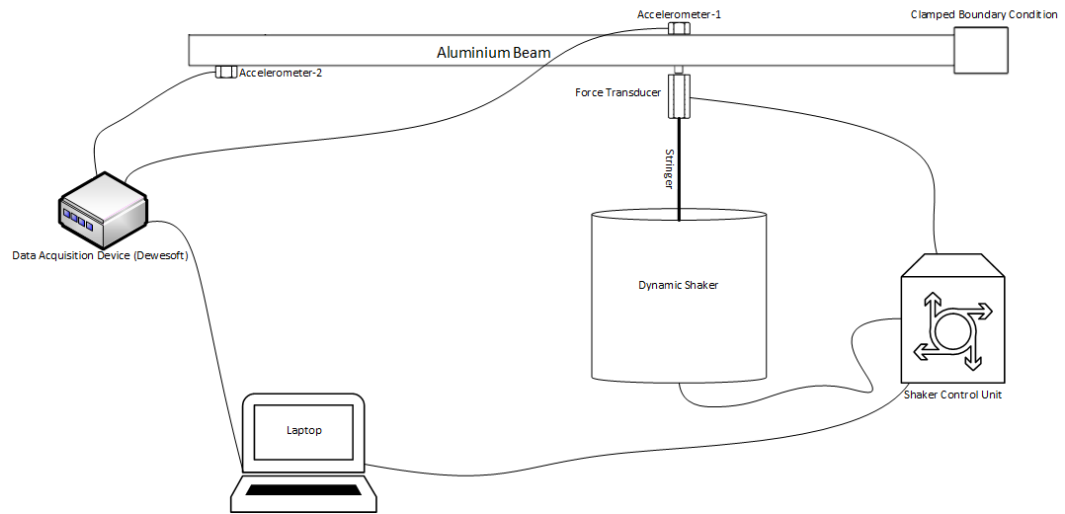 Accelerometer-1
Clamped Boundary Condition
Aluminium Beam
Accelerometer-2
Force Transducer
Stringer
Data Acquisition Device (Dewesoft)
Dynamic Shaker
Shaker Control Unit
Laptop